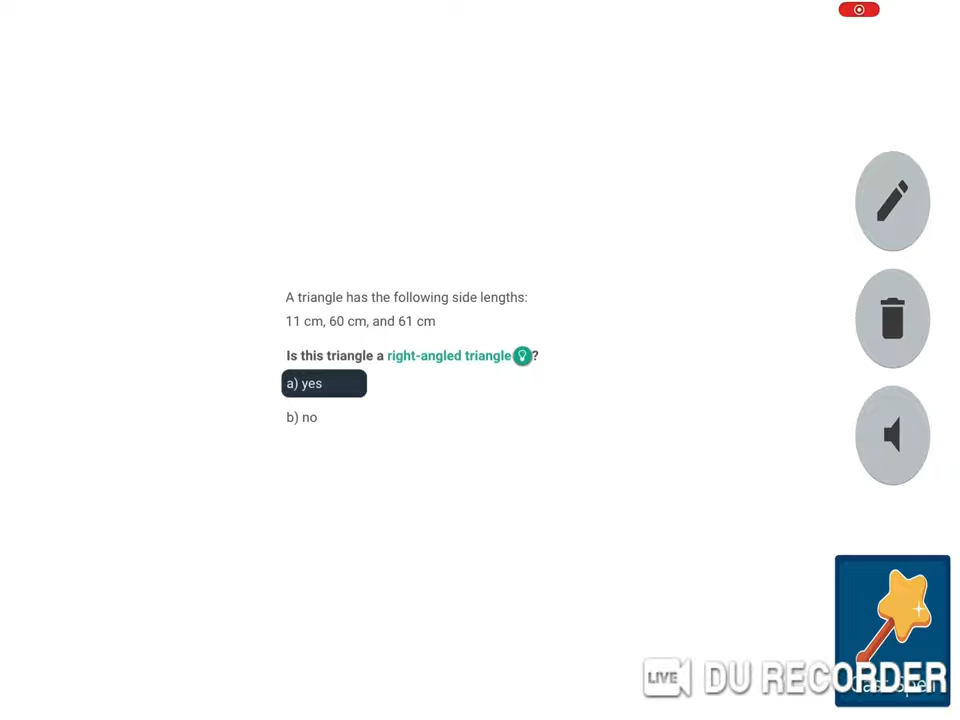 A triangle has the following side lengths:
11 cm, 60 cm, and 61 cm
Is this triangle a right-angled triangle?
a) yes
b) no
LIVE DU RECORDER